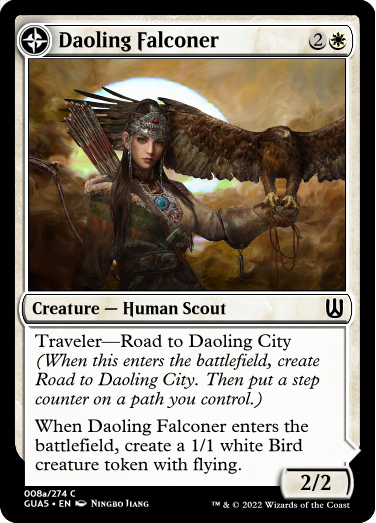 Daoling Falconer 2
Creature — Human Scout
Traveler—Road to Daoling City
(When this enters the battlefield, create
Road to Daoling City. Then put a step
counter on a path you control.)
When Daoling Falconer enters the
battlefield, create a 1/1 white Bird
creature token with flying.
2/2
008a/274 C
GUA5 • EN Ningbo Jiang
™ & © 2022 Wizards of the Coast